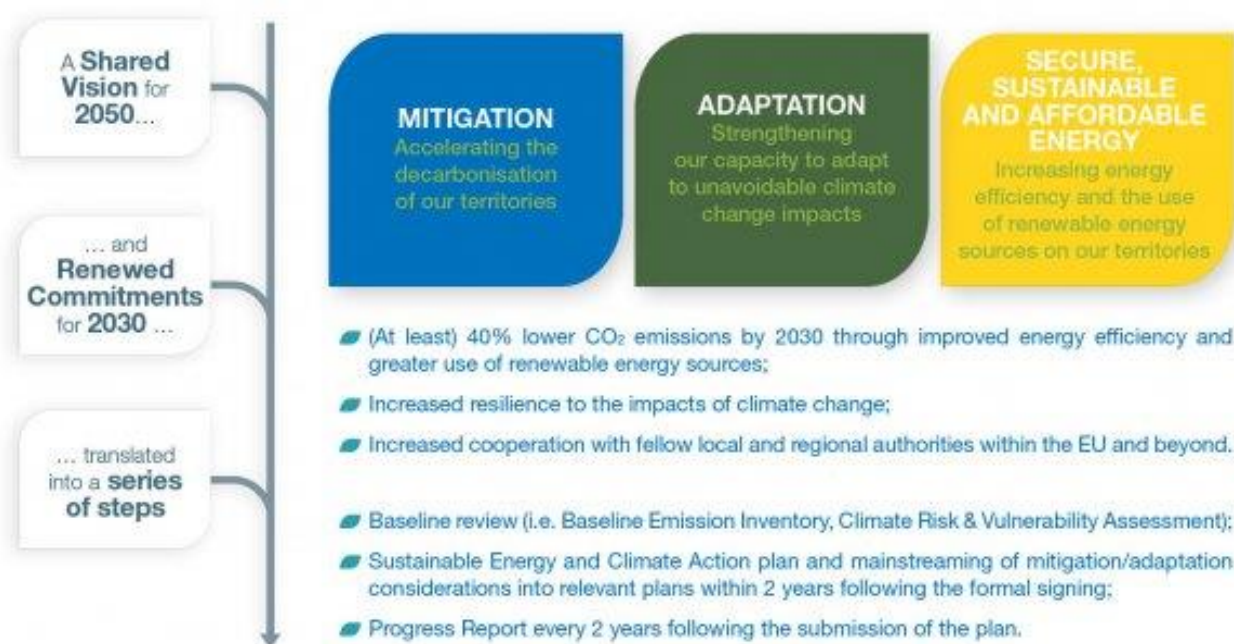 A Shared
Vision for
2050...
MITIGATION
Accelerating the
decarbonisation
of our territories
ADAPTATION
Strengthening
our capacity to adapt
to unavoidable climate
change impacts
SECURE,
SUSTAINABLE
AND AFFORDABLE
ENERGY
Increasing energy
efficiency and the use
of renewable energy
sources on our territories
... and
Renewed
Commitments
for 2030 ...
(At least) 40% lower CO₂ emissions by 2030 through improved energy efficiency and
greater use of renewable energy sources;
Increased resilience to the impacts of climate change;
Increased cooperation with fellow local and regional authorities within the EU and beyond.
... translated
into a series
of steps
Baseline review (i.e. Baseline Emission Inventory, Climate Risk & Vulnerability Assessment);
Sustainable Energy and Climate Action plan and mainstreaming of mitigation/adaptation
considerations into relevant plans within 2 years following the formal signing;
Progress Report every 2 years following the submission of the plan.